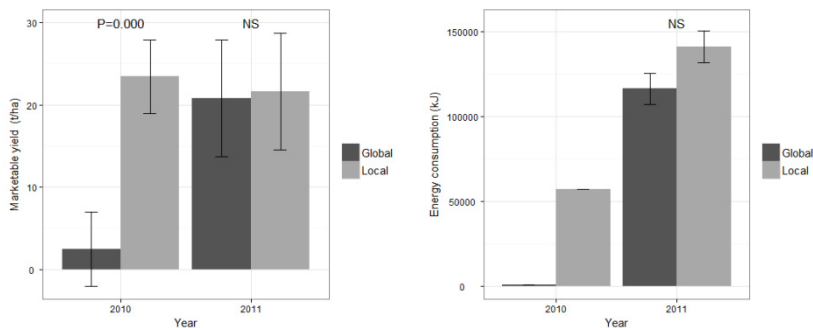 P=0.000
NS
30
20
10
0
Marketable yield (t/ha)
2010
2011
Year
Global
Local
NS
150000
100000
50000
0
Energy consumption (kJ)
2010
2011
Year
Global
Local